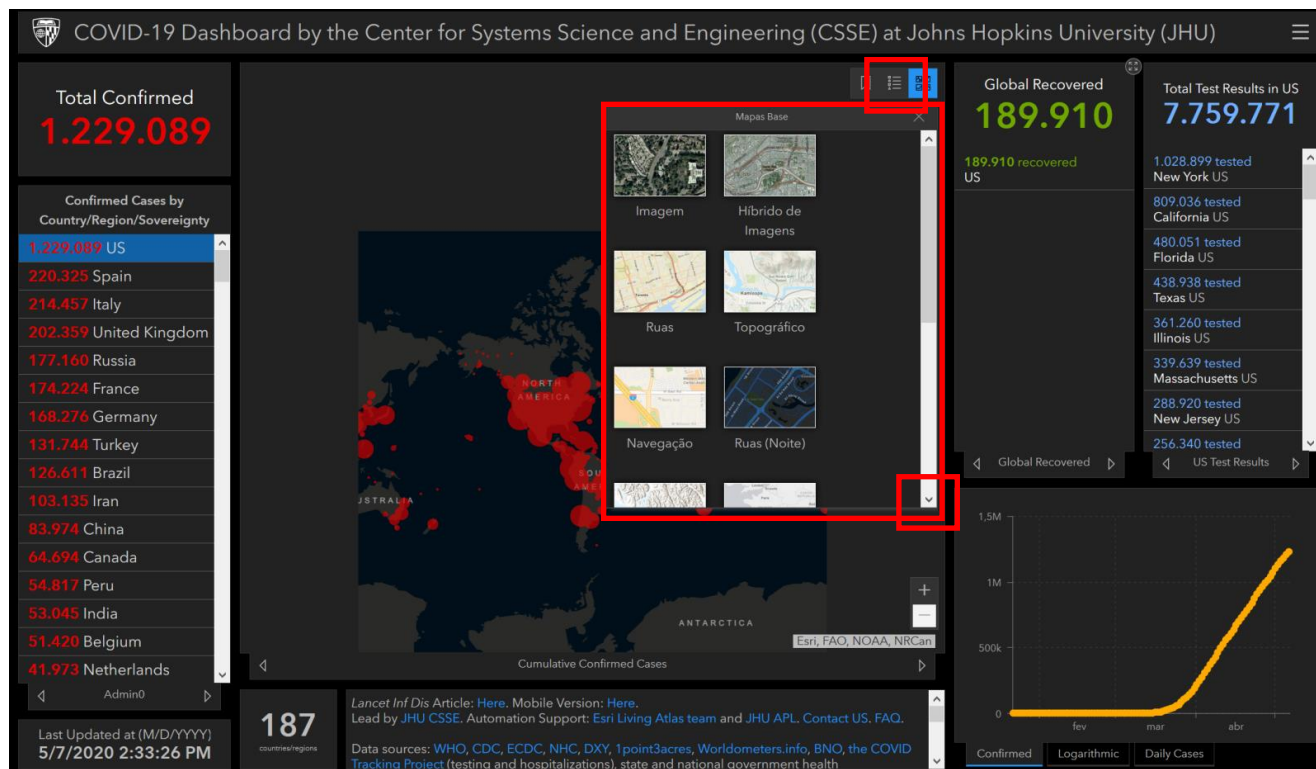 COVID-19 Dashboard by the Center for Systems Science and Engineering (CSSE) at Johns Hopkins University (JHU)
Total Confirmed
1.229.089
Confirmed Cases by
Country/Region/Sovereignty
1.229.089 US
220.325 Spain
214.457 Italy
202.359 United Kingdom
177.160 Russia
174.224 France
168.276 Germany
131.744 Turkey
126.611 Brazil
103.135 Iran
83.974 China
64.694 Canada
54.817 Peru
53.045 India
51.420 Belgium
41.973 Netherlands
Admin0
Last Updated at (M/D/YYYY)
5/7/2020 2:33:26 PM
Mapas Base
Imagem
Híbrido de
Imagens
Ruas
Topográfico
Navegação
Ruas (Noite)
NORTH
AMERICA
ANTARCTICA
Esri, FAO, NOAA, NRCan
Cumulative Confirmed Cases
187
countries/regions
Lancet Inf Dis Article: Here. Mobile Version: Here.
Lead by JHU CSSE. Automation Support: Esri Living Atlas team and JHU APL. Contact US. FAQ.
Data sources: WHO, CDC, ECDC, NHC, DXY, 1point3acres, Worldometers.info, BNO, the COVID
Tracking Project (testing and hospitalizations), state and national government health
Global Recovered
189.910
189.910 recovered
US
Global Recovered
Total Test Results in US
7.759.771
1.028.899 tested
New York US
809.036 tested
California US
480.051 tested
Florida US
438.938 tested
Texas US
361.260 tested
Illinois US
339.639 tested
Massachusetts US
288.920 tested
New Jersey US
256.340 tested
US Test Results
1,5M
1M
500k
0
fev mar abr
Confirmed Logarithmic Daily Cases